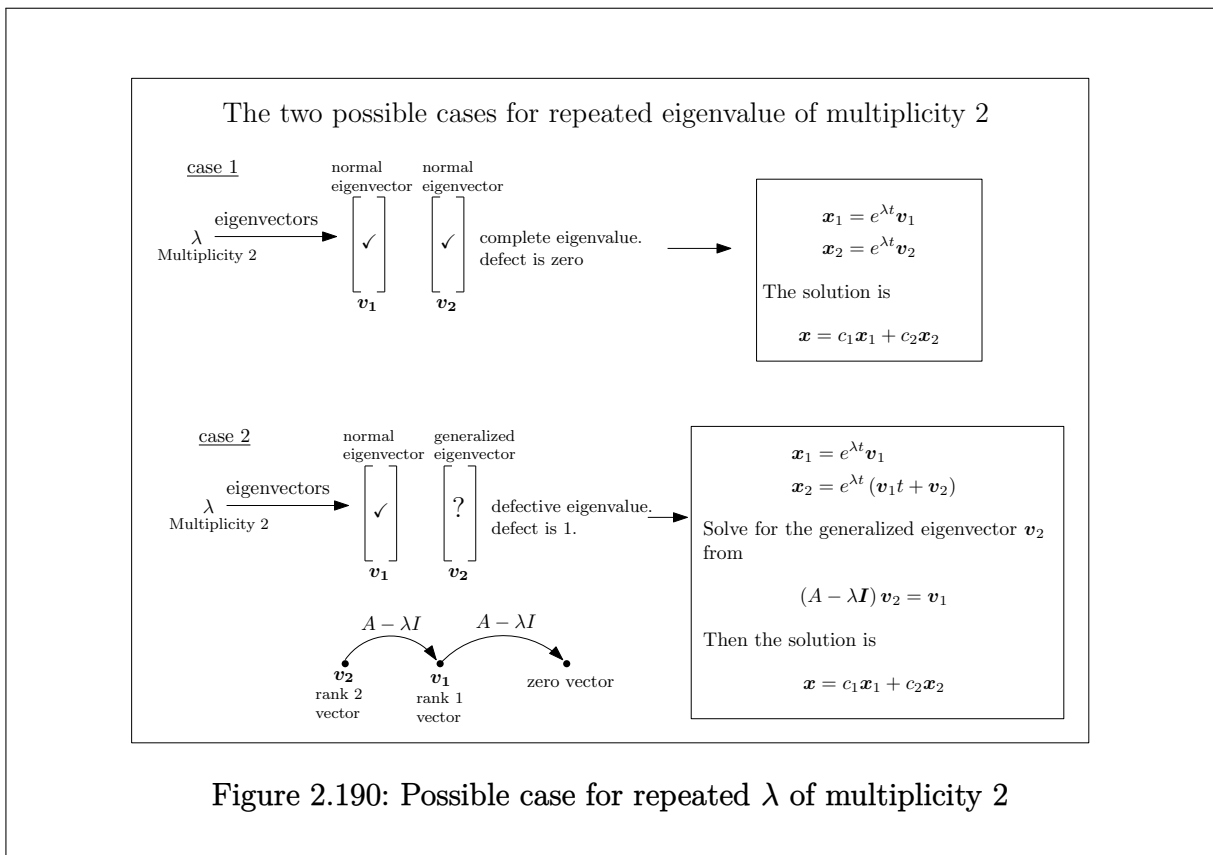 The two possible cases for repeated eigenvalue of multiplicity 2
case 1
normal eigenvector
normal eigenvector
λ
Multiplicity 2
eigenvectors
✓
✓
v₁
v₂
complete eigenvalue.
defect is zero
x₁ = e^{λt}v₁
x₂ = e^{λt}v₂
The solution is
x = c₁x₁ + c₂x₂
case 2
normal eigenvector
generalized eigenvector
λ
Multiplicity 2
eigenvectors
✓
?
v₁
v₂
defective eigenvalue.
defect is 1.
x₁ = e^{λt}v₁
x₂ = e^{λt} (v₁t + v₂)
Solve for the generalized eigenvector v₂
from
(A − λI) v₂ = v₁
Then the solution is
x = c₁x₁ + c₂x₂
A − λI
A − λI
v₂
rank 2
vector
v₁
rank 1
vector
zero vector
Figure 2.190: Possible case for repeated λ of multiplicity 2